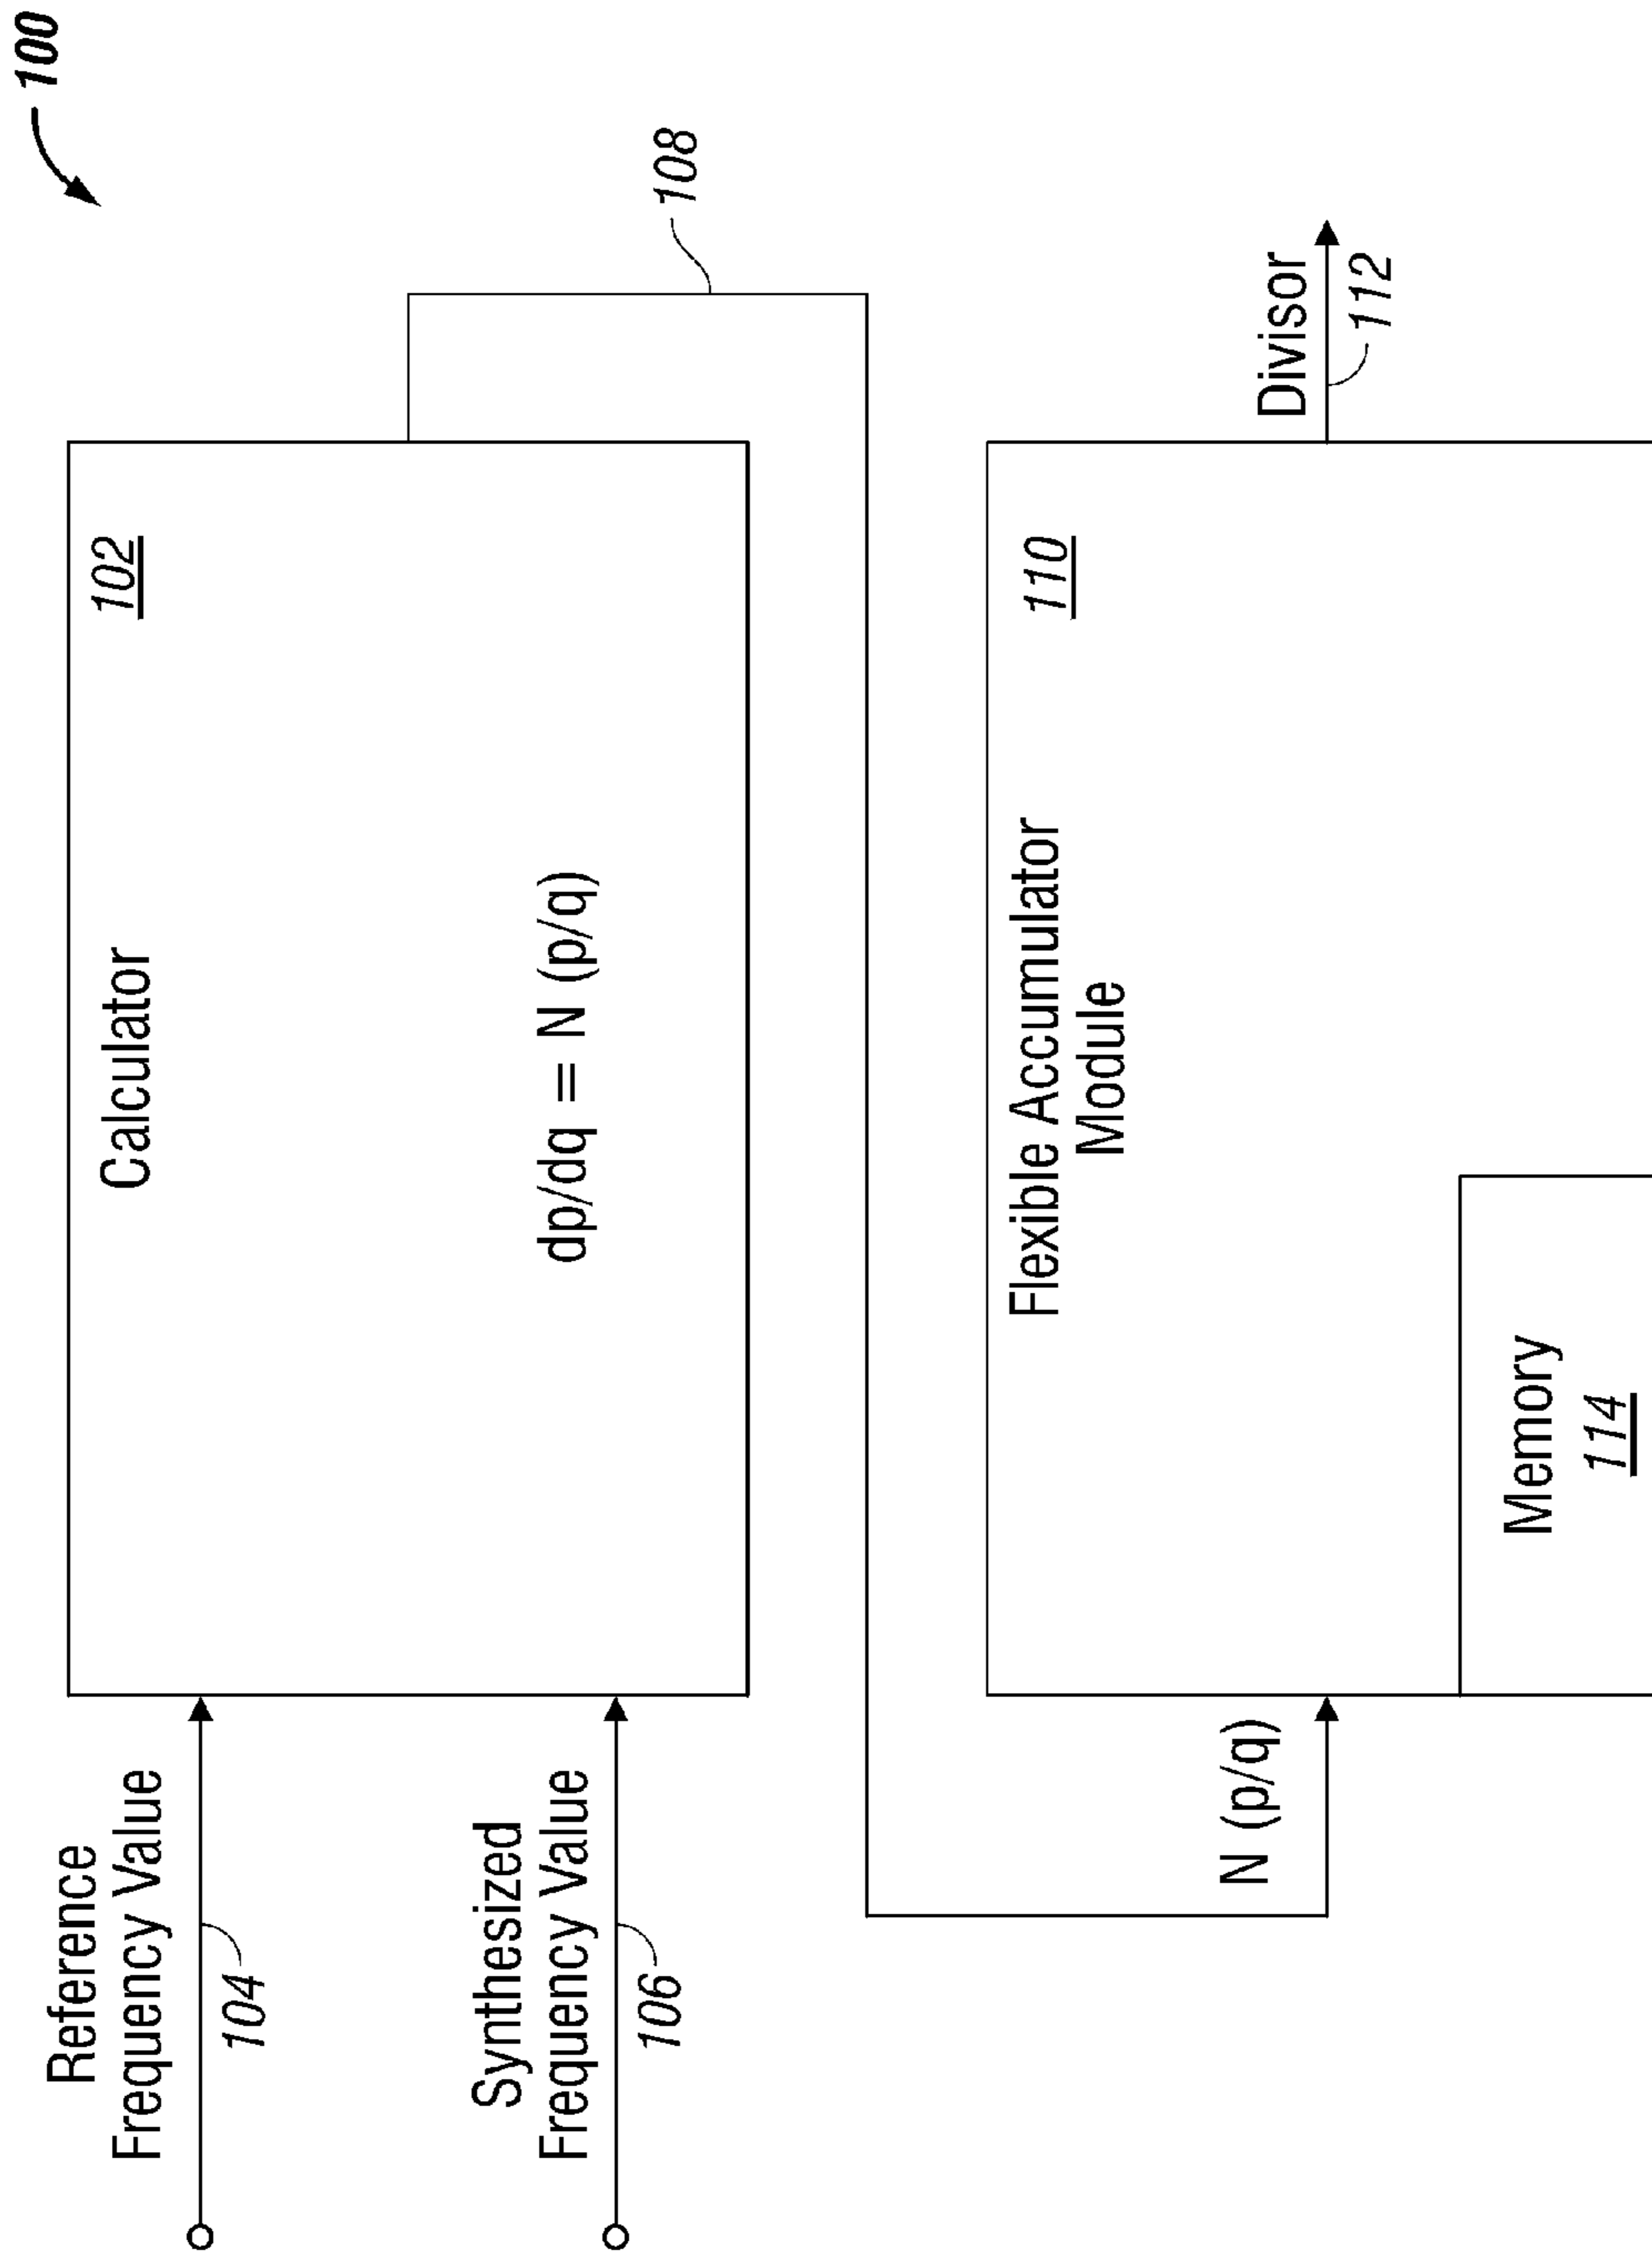 100
Reference
Frequency Value
104
Calculator
102
Synthesized
Frequency Value
106
dp/dq = N (p/q)
108
N (p/q)
Flexible Accumulator
Module
110
Divisor
112
Memory
114